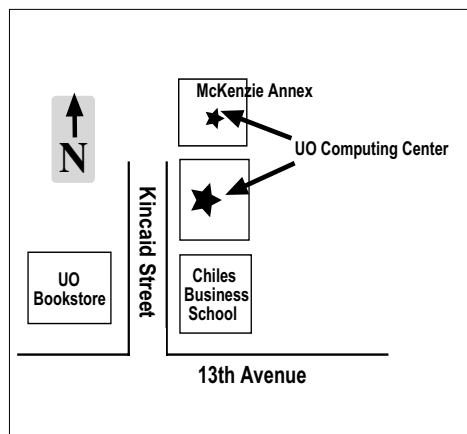 McKenzie Annex
UO Computing Center
N
Kincaid Street
UO
Bookstore
Chiles
Business
School
13th Avenue